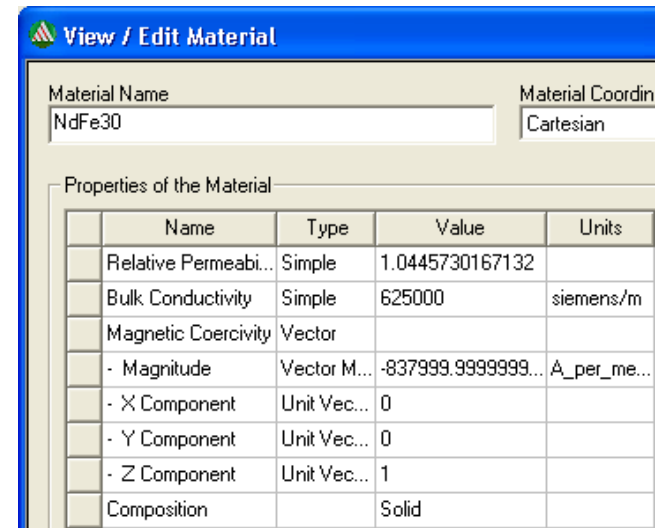 View / Edit Material
Material Name Material Coordin
NdFe30 Cartesian
Properties of the Material
Name Type Value Units
Relative Permeabi... Simple 1.0445730167132
Bulk Conductivity Simple 625000 siemens/m
Magnetic Coercivity Vector
- Magnitude Vector M... -837999.9999999... A_per_me...
- X Component Unit Vec... 0
- Y Component Unit Vec... 0
- Z Component Unit Vec... 1
Composition Solid